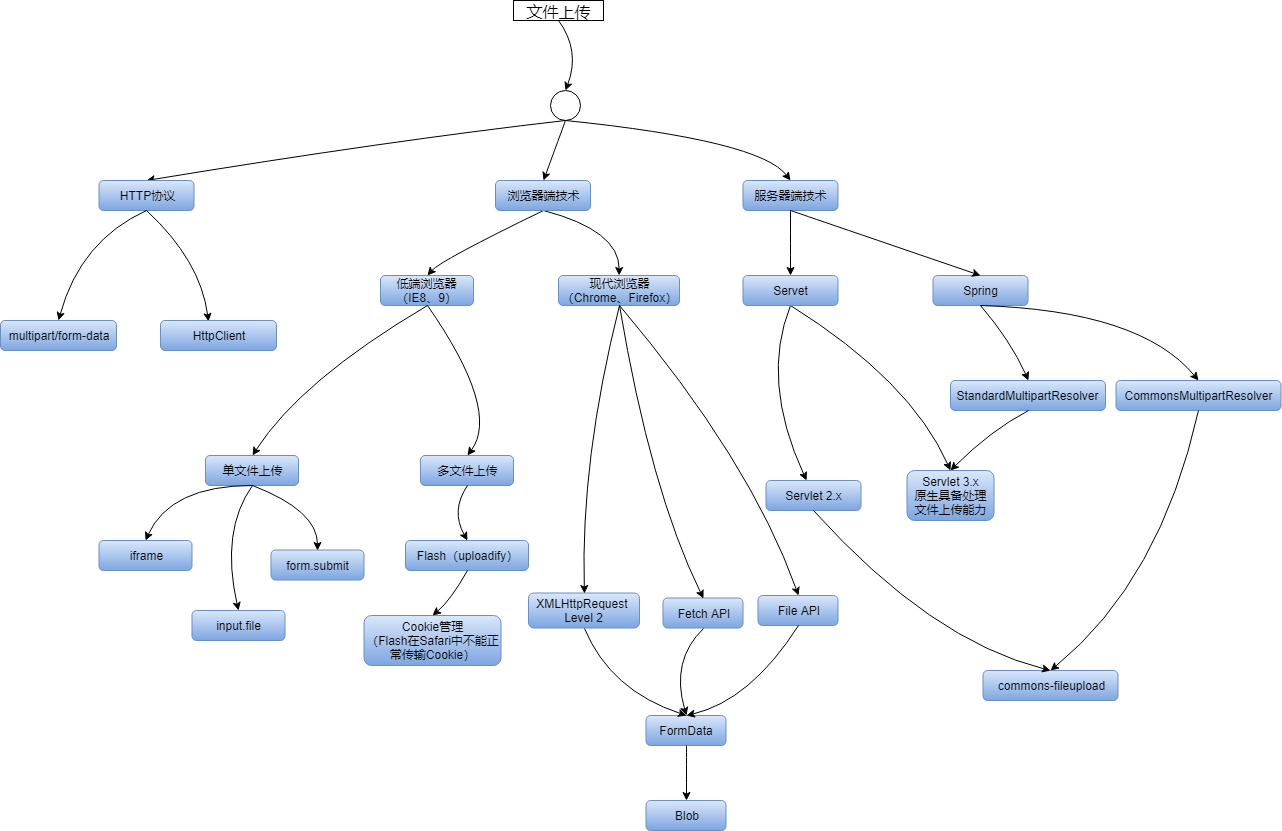 文件上传
HTTP协议
浏览器端技术
服务器端技术
低端浏览器
（IE8、9）
现代浏览器
（Chrome、Firefox）
Servet
Spring
multipart/form-data
HttpClient
StandardMultipartResolver
CommonsMultipartResolver
单文件上传
多文件上传
Servlet 2.x
Servlet 3.x
原生具备处理
文件上传能力
iframe
form.submit
Flash（uploadify）
input.file
Cookie管理
（Flash在Safari中不能正
常传输Cookie）
XMLHttpRequest
Level 2
Fetch API
File API
commons-fileupload
FormData
Blob